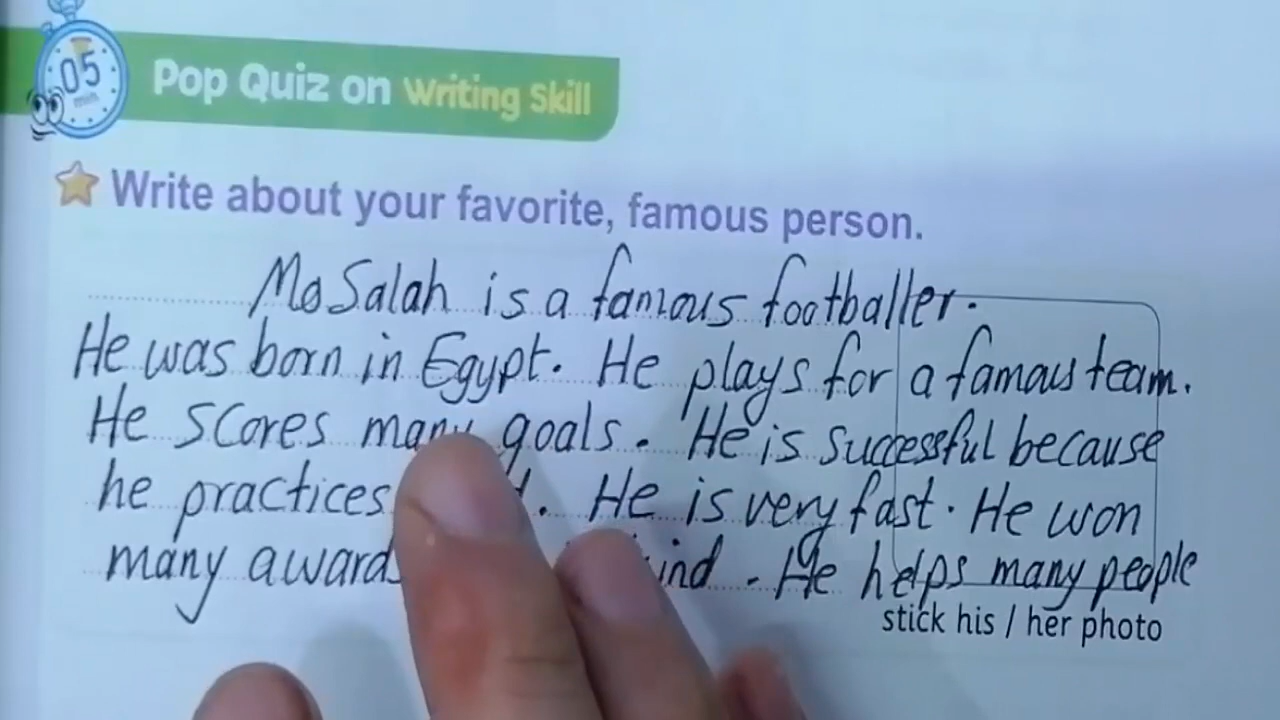 05
min
Pop Quiz on Writing Skill
Write about your favorite, famous person.
Mo Salah is a famous footballer.
He was born in Egypt. He plays for a famous team.
He scores many goals. He is successful because
he practices . He is very fast. He won
many award . He helps many people
stick his / her photo